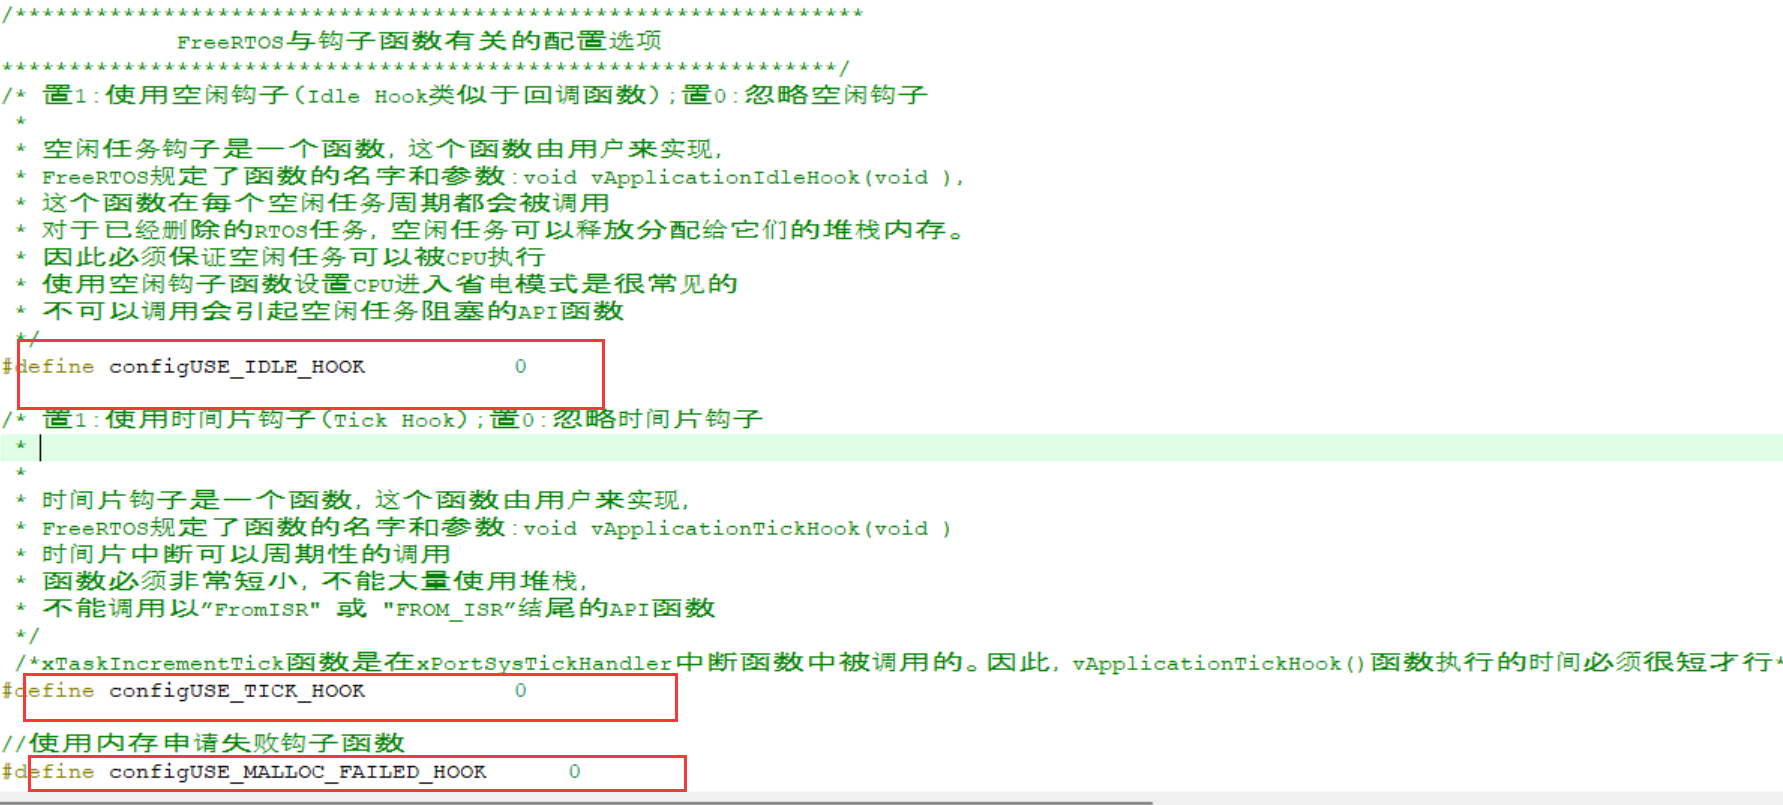 /***************************************************************
FreeRTOS与钩子函数有关的配置选项
**************************************************************/
/* 置1:使用空闲钩子(Idle Hook类似于回调函数);置0:忽略空闲钩子
*
* 空闲任务钩子是一个函数,这个函数由用户来实现,
* FreeRTOS规定了函数的名字和参数:void vApplicationIdleHook(void ),
* 这个函数在每个空闲任务周期都会被调用
* 对于已经删除的RTOS任务,空闲任务可以释放分配给它们的堆栈内存。
* 因此必须保证空闲任务可以被CPU执行
* 使用空闲钩子函数设置CPU进入省电模式是很常见的
* 不可以调用会引起空闲任务阻塞的API函数
*/
#define configUSE_IDLE_HOOK 0
/* 置1:使用时间片钩子(Tick Hook);置0:忽略时间片钩子
*
*
* 时间片钩子是一个函数,这个函数由用户来实现,
* FreeRTOS规定了函数的名字和参数:void vApplicationTickHook(void )
* 时间片中断可以周期性的调用
* 函数必须非常短小,不能大量使用堆栈,
* 不能调用以”FromISR" 或 "FROM_ISR”结尾的API函数
*/
/*xTaskIncrementTick函数是在xPortSysTickHandler中断函数中被调用的。因此,vApplicationTickHook()函数执行的时间必须很短才行*
#define configUSE_TICK_HOOK 0
//使用内存申请失败钩子函数
#define configUSE_MALLOC_FAILED_HOOK 0